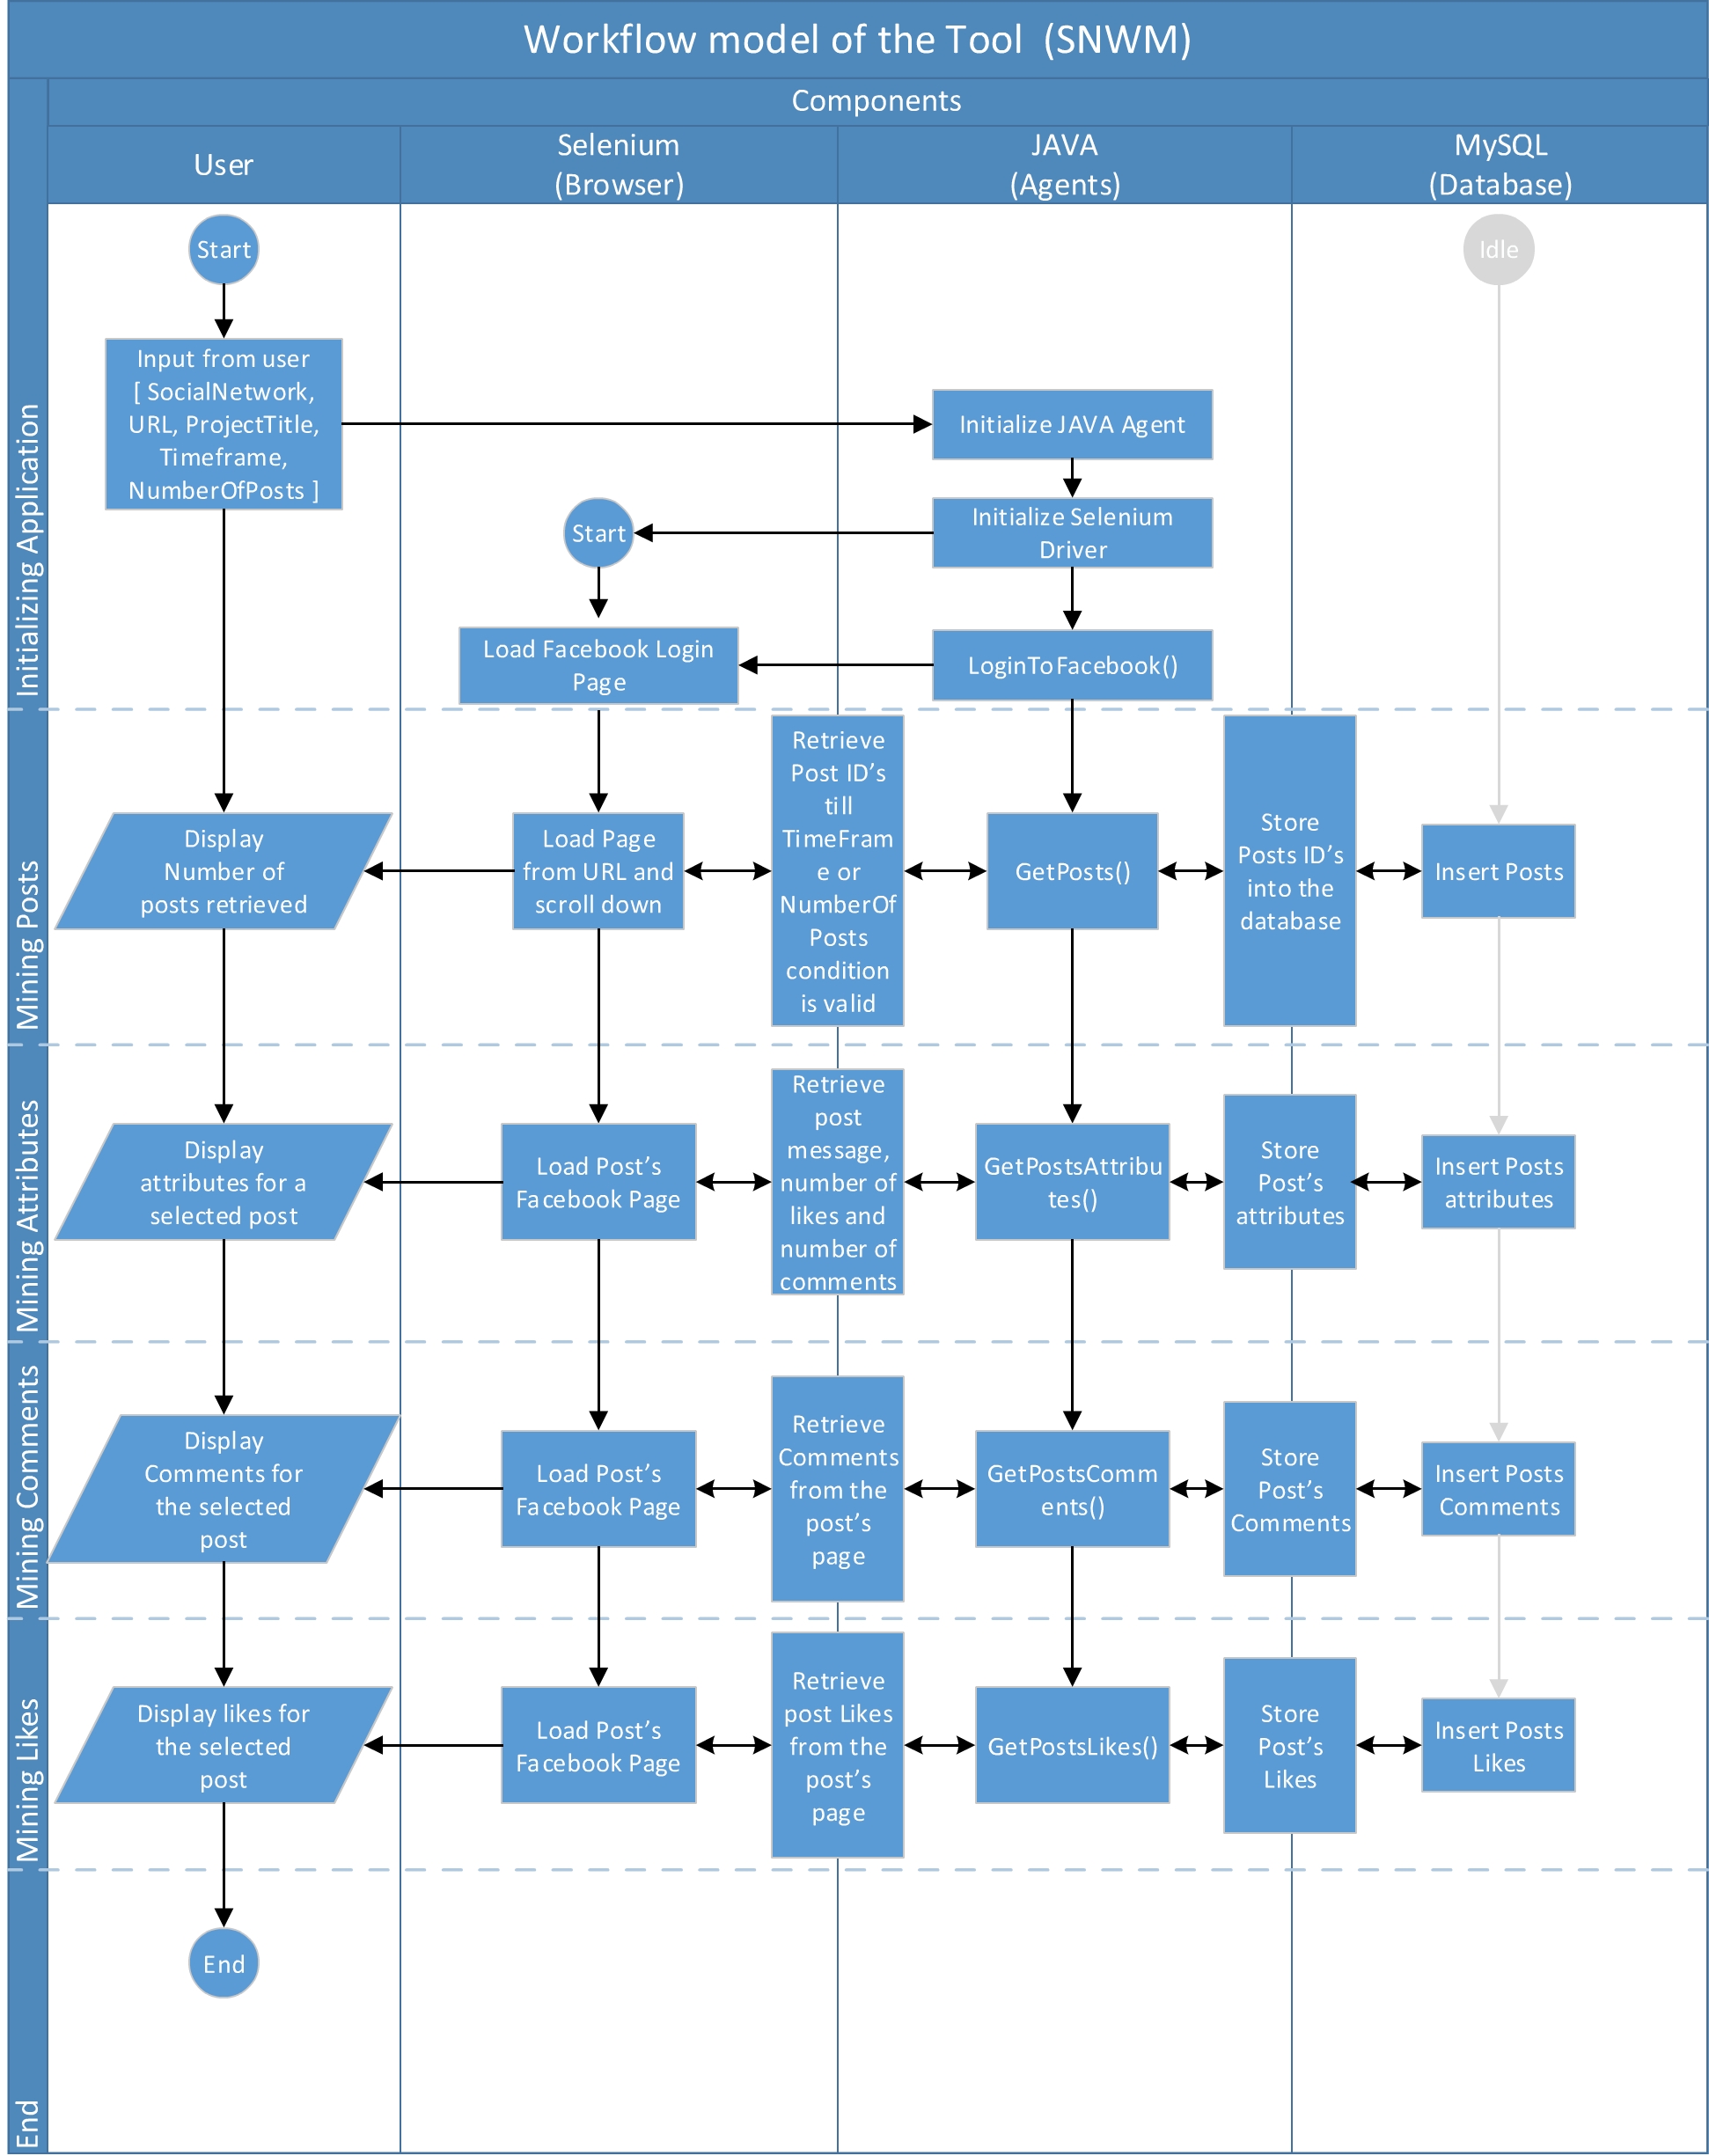 Workflow model of the Tool (SNWM)
Components
User
Selenium
(Browser)
JAVA
(Agents)
MySQL
(Database)
Initializing Application
Start
Idle
Input from user
[ SocialNetwork,
URL, ProjectTitle,
Timeframe,
NumberOfPosts ]
Initialize JAVA Agent
Start
Initialize Selenium
Driver
Load Facebook Login
Page
LoginToFacebook()
Mining Posts
Display
Number of
posts retrieved
Load Page
from URL and
scroll down
Retrieve
Post ID’s
till
TimeFram
e or
NumberOf
Posts
condition
is valid
GetPosts()
Store
Posts ID’s
into the
database
Insert Posts
Mining Attributes
Display
attributes for a
selected post
Load Post’s
Facebook Page
Retrieve
post
message,
number of
likes and
number of
comments
GetPostsAttribu
tes()
Store
Post’s
attributes
Insert Posts
attributes
Mining Comments
Display
Comments for
the selected
post
Load Post’s
Facebook Page
Retrieve
Comments
from the
post’s
page
GetPostsComm
ents()
Store
Post’s
Comments
Insert Posts
Comments
Mining Likes
Display likes for
the selected
post
Load Post’s
Facebook Page
Retrieve
post Likes
from the
post’s
page
GetPostsLikes()
Store
Post’s
Likes
Insert Posts
Likes
End
End